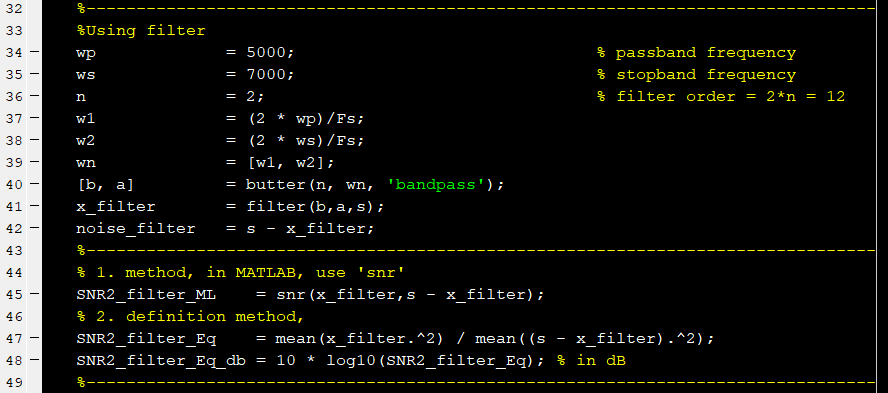 32 %-------------------------------------------------------------------------------
33 %Using filter
34 — wp = 5000; % passband frequency
35 — ws = 7000; % stopband frequency
36 — n = 2; % filter order = 2*n = 12
37 — w1 = (2 * wp)/Fs;
38 — w2 = (2 * ws)/Fs;
39 — wn = [w1, w2];
40 — [b, a] = butter(n, wn, 'bandpass');
41 — x_filter = filter(b,a,s);
42 — noise_filter = s - x_filter;
43 %-------------------------------------------------------------------------------
44 % 1. method, in MATLAB, use 'snr'
45 — SNR2_filter_ML = snr(x_filter,s - x_filter);
46 % 2. definition method,
47 — SNR2_filter_Eq = mean(x_filter.^2) / mean((s - x_filter).^2);
48 — SNR2_filter_Eq_db = 10 * log10(SNR2_filter_Eq); % in dB
49 %-------------------------------------------------------------------------------